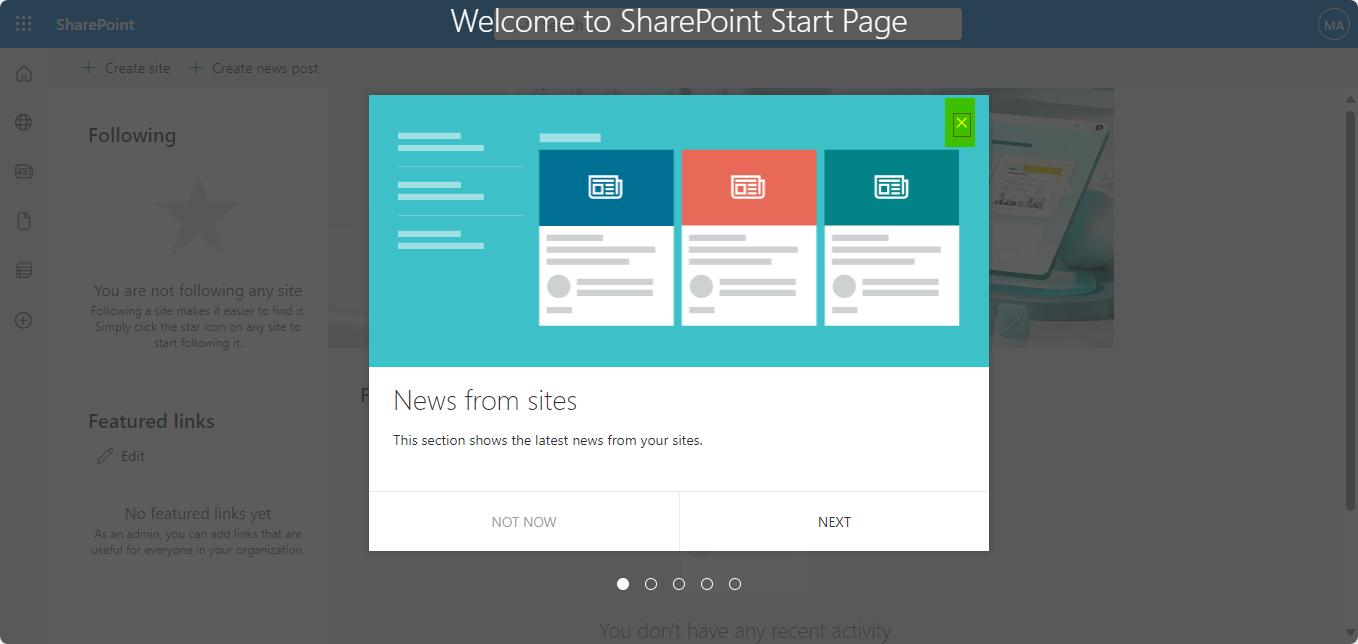 Welcome to SharePoint Start Page
SharePoint
MA
Create site
Create news post
Following
You are not following any site
Following a site makes it easier to find it.
Simply click the star icon on any site to
start following it.
Featured links
Edit
No featured links yet
As an admin, you can add links that are
useful for everyone in your organization.
News from sites
This section shows the latest news from your sites.
NOT NOW
NEXT
You don't have any recent activity